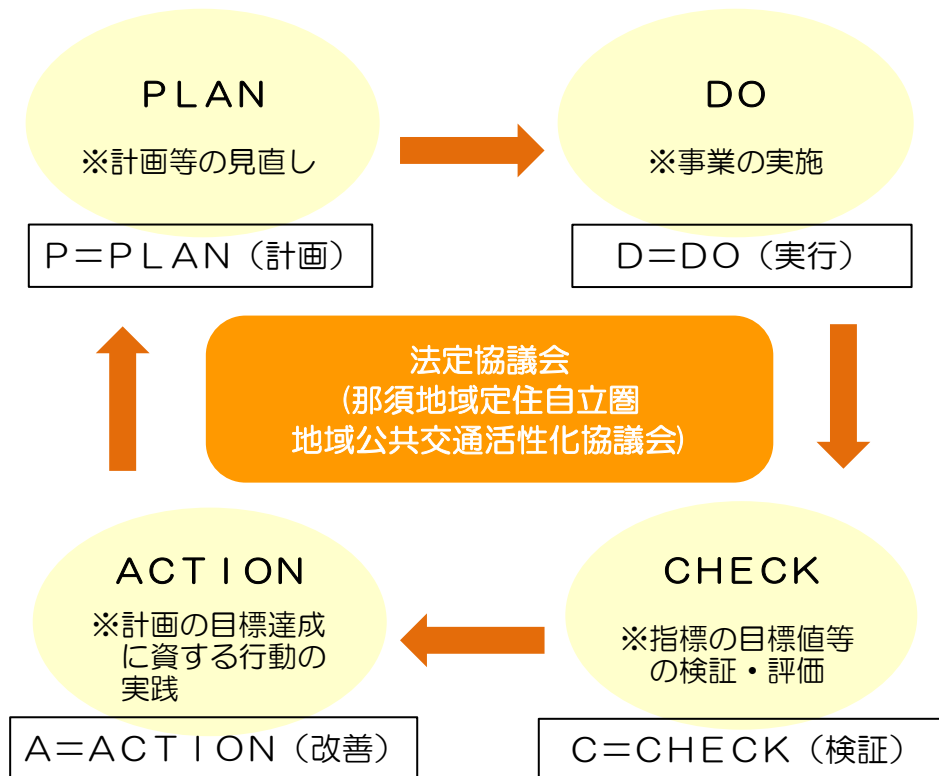 ＰＬＡＮ
※計画等の見直し
Ｐ＝ＰＬＡＮ（計画）
ＤＯ
※事業の実施
Ｄ＝ＤＯ（実行）
法定協議会
(那須地域定住自立圏
地域公共交通活性化協議会)
ＡＣＴＩＯＮ
※計画の目標達成
に資する行動の
実践
Ａ＝ＡＣＴＩＯＮ（改善）
ＣＨＥＣＫ
※指標の目標値等
の検証・評価
Ｃ＝ＣＨＥＣＫ（検証）